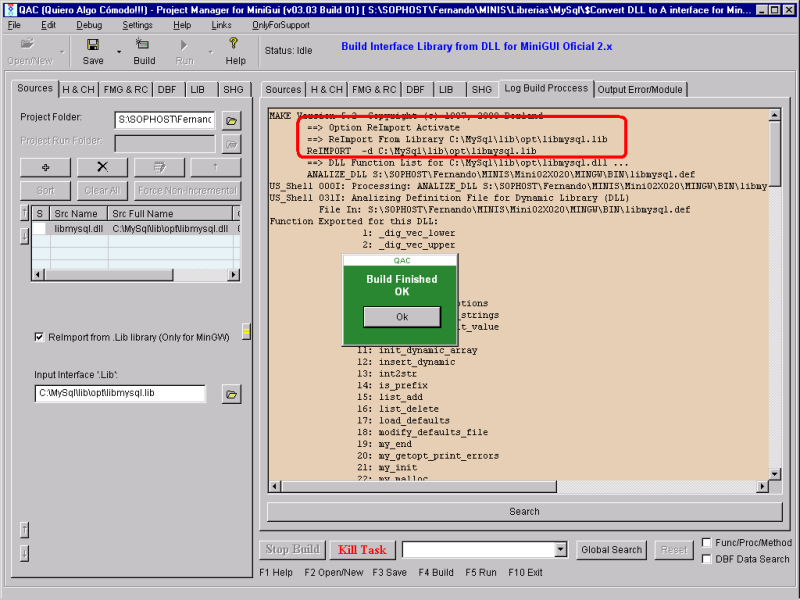 QAC (Quiero Algo Cómodo!!!) - Project Manager for MiniGui (v03.03 Build 01) [ S:\SOPHOST\Fernando\MINIS\Librerias\MySql\$Convert DLL to A interface for Min...
File Edit Debug Settings Help Links OnlyForSupport
Open/New Save Build Run Help
Status: Idle
Build Interface Library from DLL for MiniGUI Oficial 2.x
Sources H & CH FMG & RC DBF LIB SHG
Project Folder: S:\SOPHOST\Fernand
Project Run Folder:
Sort Clear All Force Non-Incremental
S Src Name Src Full Name
libmysql.dll C:\MySql\lib\opt\libmysql.dll
ReImport from .Lib library (Only for MinGW)
Input Interface '.Lib':
C:\MySql\lib\opt\libmysql.lib
Sources H & CH FMG & RC DBF LIB SHG Log Build Proccess Output Error/Module
MAKE Version 5.2 Copyright (c) 1987, 2000 Borland
==> Option ReImport Activate
==> ReImport From Library C:\MySql\lib\opt\libmysql.lib
ReIMPORT -d C:\MySql\lib\opt\libmysql.lib
==> DLL Function List for C:\MySql\lib\opt\libmysql.dll ...
ANALIZE_DLL S:\SOPHOST\Fernando\MINIS\Mini02X020\MINGW\BIN\libmysql.def
US_Shell 000I: Processing: ANALIZE_DLL S:\SOPHOST\Fernando\MINIS\Mini02X020\MINGW\BIN\libmy
US_Shell 031I: Analizing Definition File for Dynamic Library (DLL)
File In: S:\SOPHOST\Fernando\MINIS\Mini02X020\MINGW\BIN\libmysql.def
Function Exported for this DLL:
1: _dig_vec_lower
2: _dig_vec_upper
QAC
Build Finished
OK
Ok
ptions
_strings
t_value
11: init_dynamic_array
12: insert_dynamic
13: int2str
14: is_prefix
15: list_add
16: list_delete
17: load_defaults
18: modify_defaults_file
19: my_end
20: my_getopt_print_errors
21: my_init
22: my_malloc
Search
Stop Build Kill Task Global Search Reset
Func/Proc/Method
DBF Data Search
F1 Help F2 Open/New F3 Save F4 Build F5 Run F10 Exit